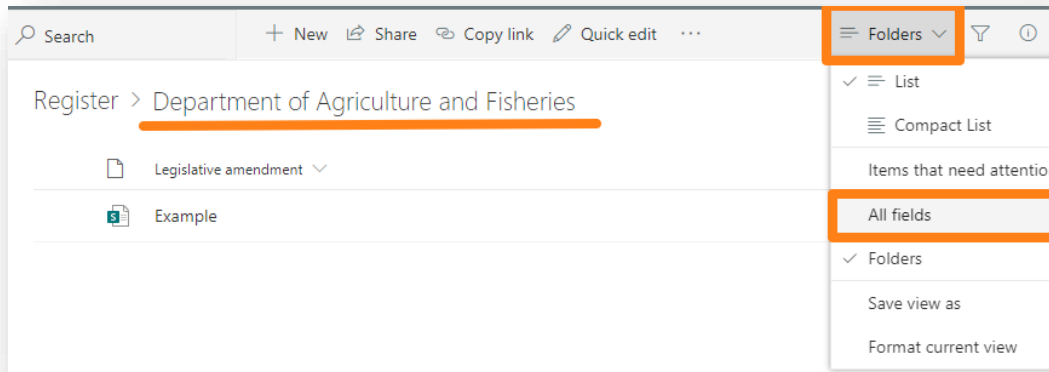 Search
New Share Copy link Quick edit ··· Folders
Register > Department of Agriculture and Fisheries
Legislative amendment
Example
List
Compact List
Items that need attentio
All fields
Folders
Save view as
Format current view